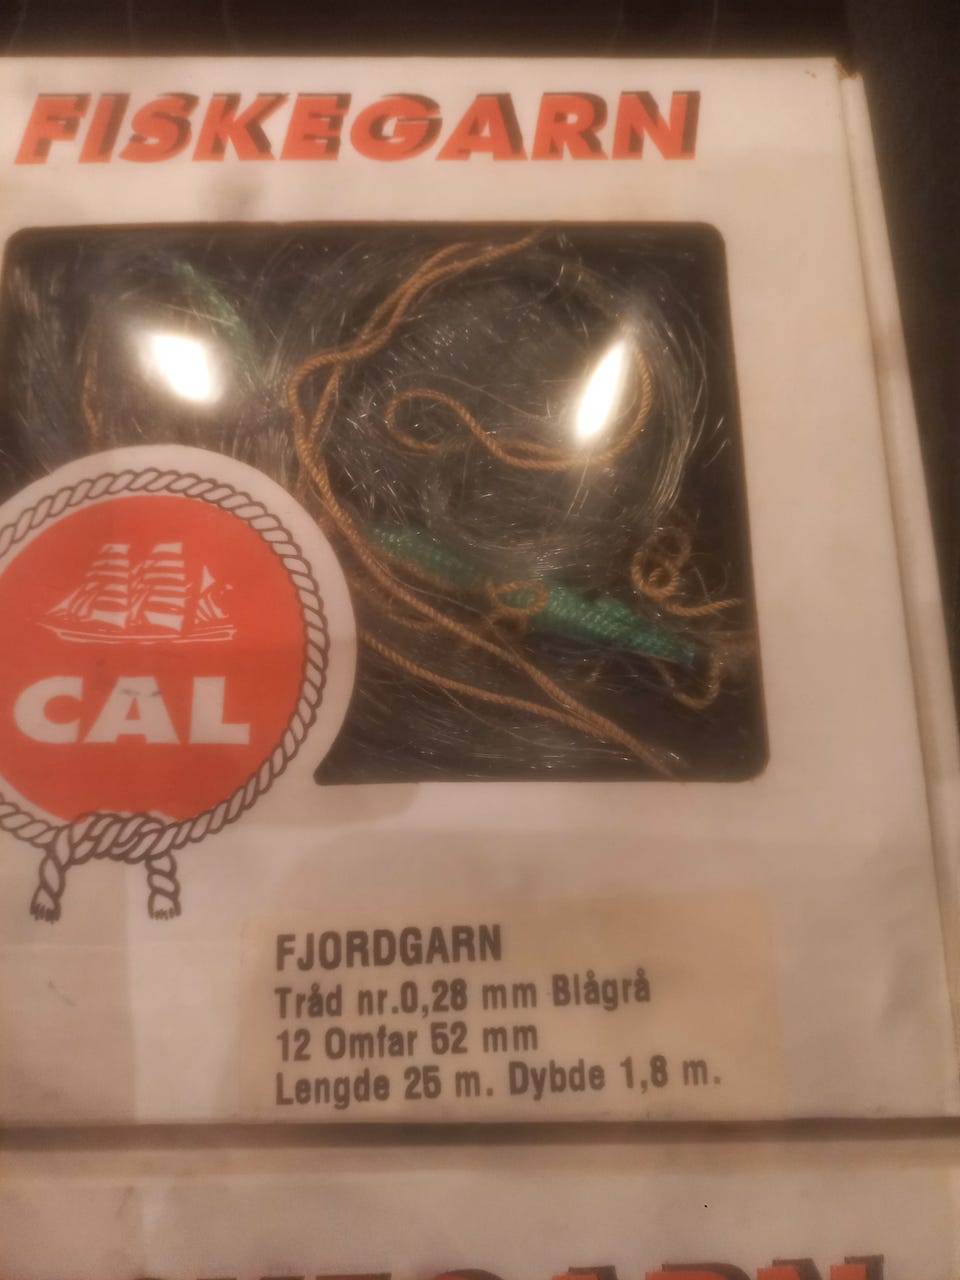 FISKEGARN
CAL
FJORDGARN
Tråd nr.0,28 mm Blågrå
12 Omfar 52 mm
Lengde 25 m. Dybde 1,8 m.